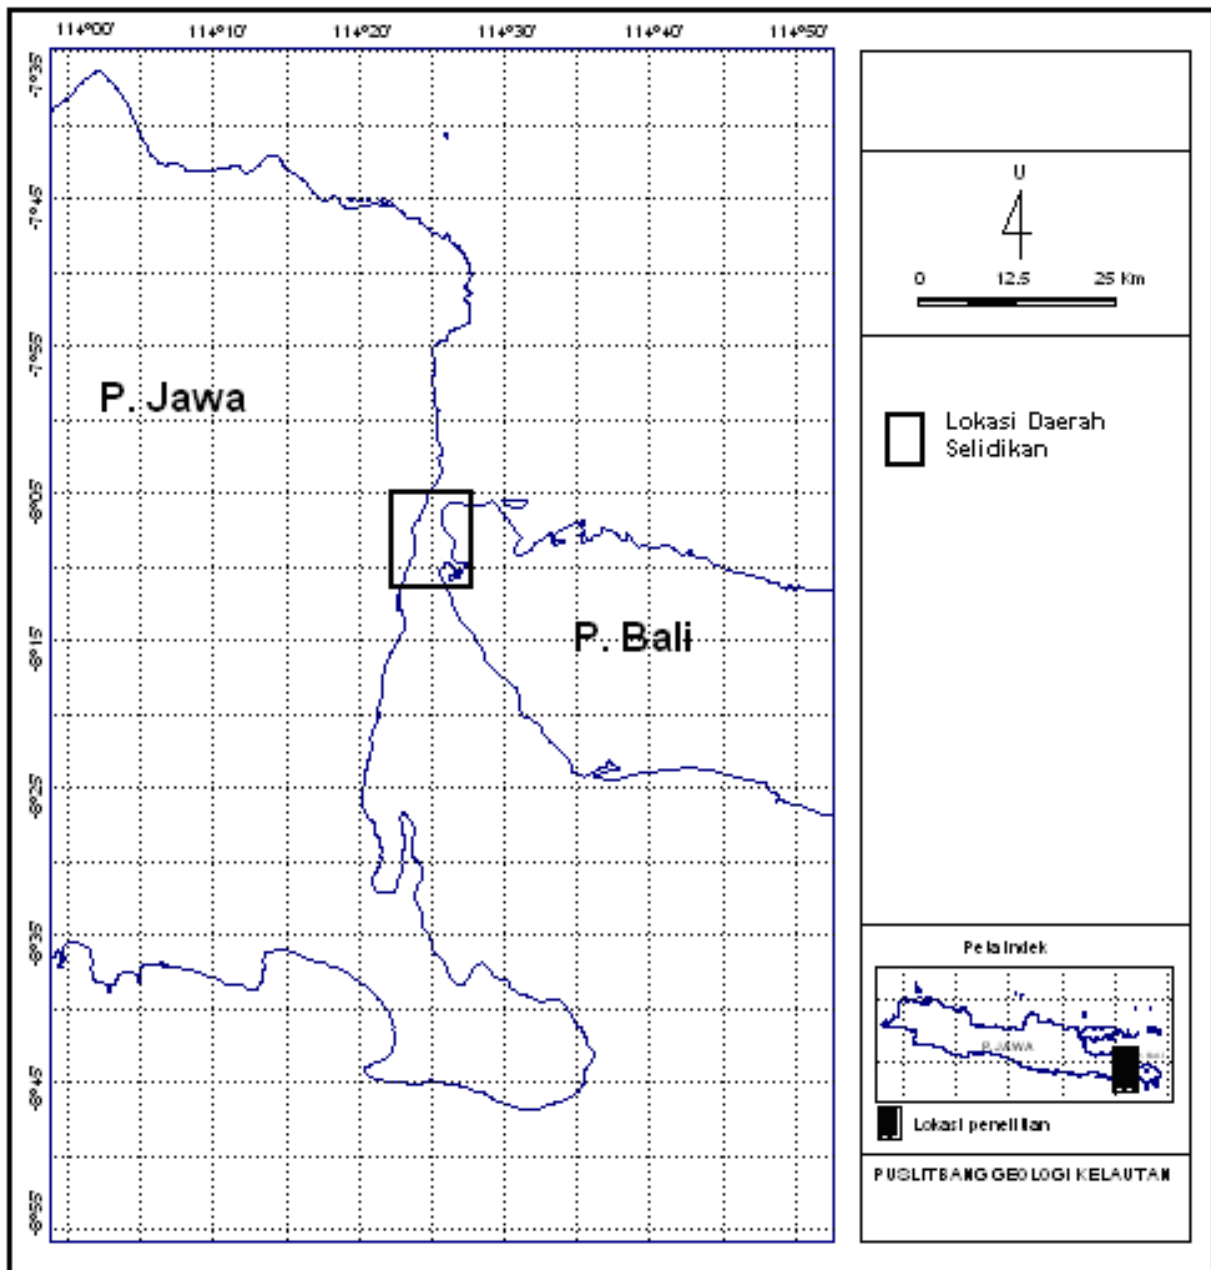 114°00' 114°10' 114°20' 114°30' 114°40' 114°50'
-7°35'
-7°45'
-7°55'
-8°05'
-8°15'
-8°25'
-8°35'
-8°45'
-8°55'
P. Jawa
P. Bali
U
0 12.5 25 Km
Lokasi Daerah
Selidikan
Peta Indek
P. JAWA
Lokasi penelitian
PUSLITBANG GEOLOGI KELAUTAN